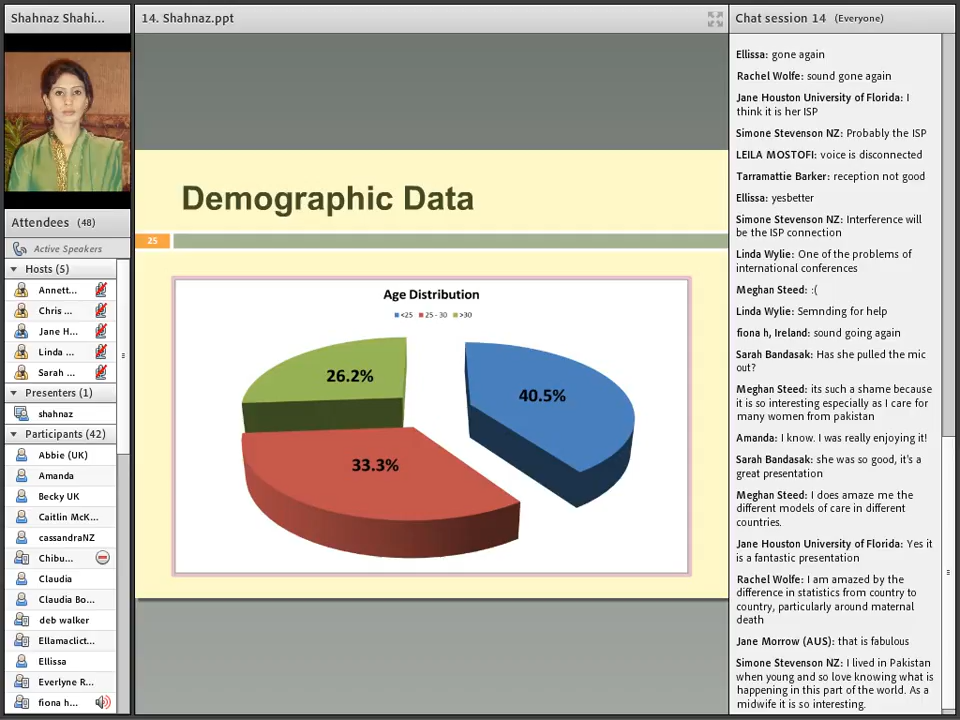 Shahnaz Shahi...
14. Shahnaz.ppt
Chat session 14 (Everyone)
Attendees (48)
Active Speakers
Hosts (5)
Annett...
Chris ...
Jane H...
Linda ...
Sarah ...
Presenters (1)
shahnaz
Participants (42)
Abbie (UK)
Amanda
Becky UK
Caitlin McK...
cassandraNZ
Chibu...
Claudia
Claudia Bo...
deb walker
Ellamaclict...
Ellissa
Everlyne R...
fiona h...
Demographic Data
25
Age Distribution
<25 25 - 30 >30
26.2%
40.5%
33.3%
Ellissa: gone again
Rachel Wolfe: sound gone again
Jane Houston University of Florida: I
think it is her ISP
Simone Stevenson NZ: Probably the ISP
LEILA MOSTOFI: voice is disconnected
Tarramattie Barker: reception not good
Ellissa: yesbetter
Simone Stevenson NZ: Interference will
be the ISP connection
Linda Wylie: One of the problems of
international conferences
Meghan Steed: :(
Linda Wylie: Semnding for help
fiona h, Ireland: sound going again
Sarah Bandasak: Has she pulled the mic
out?
Meghan Steed: its such a shame because
it is so interesting especially as I care for
many women from pakistan
Amanda: I know. I was really enjoying it!
Sarah Bandasak: she was so good, it's a
great presentation
Meghan Steed: I does amaze me the
different models of care in different
countries.
Jane Houston University of Florida: Yes it
is a fantastic presentation
Rachel Wolfe: I am amazed by the
difference in statistics from country to
country, particularly around maternal
death
Jane Morrow (AUS): that is fabulous
Simone Stevenson NZ: I lived in Pakistan
when young and so love knowing what is
happening in this part of the world. As a
midwife it is so interesting.